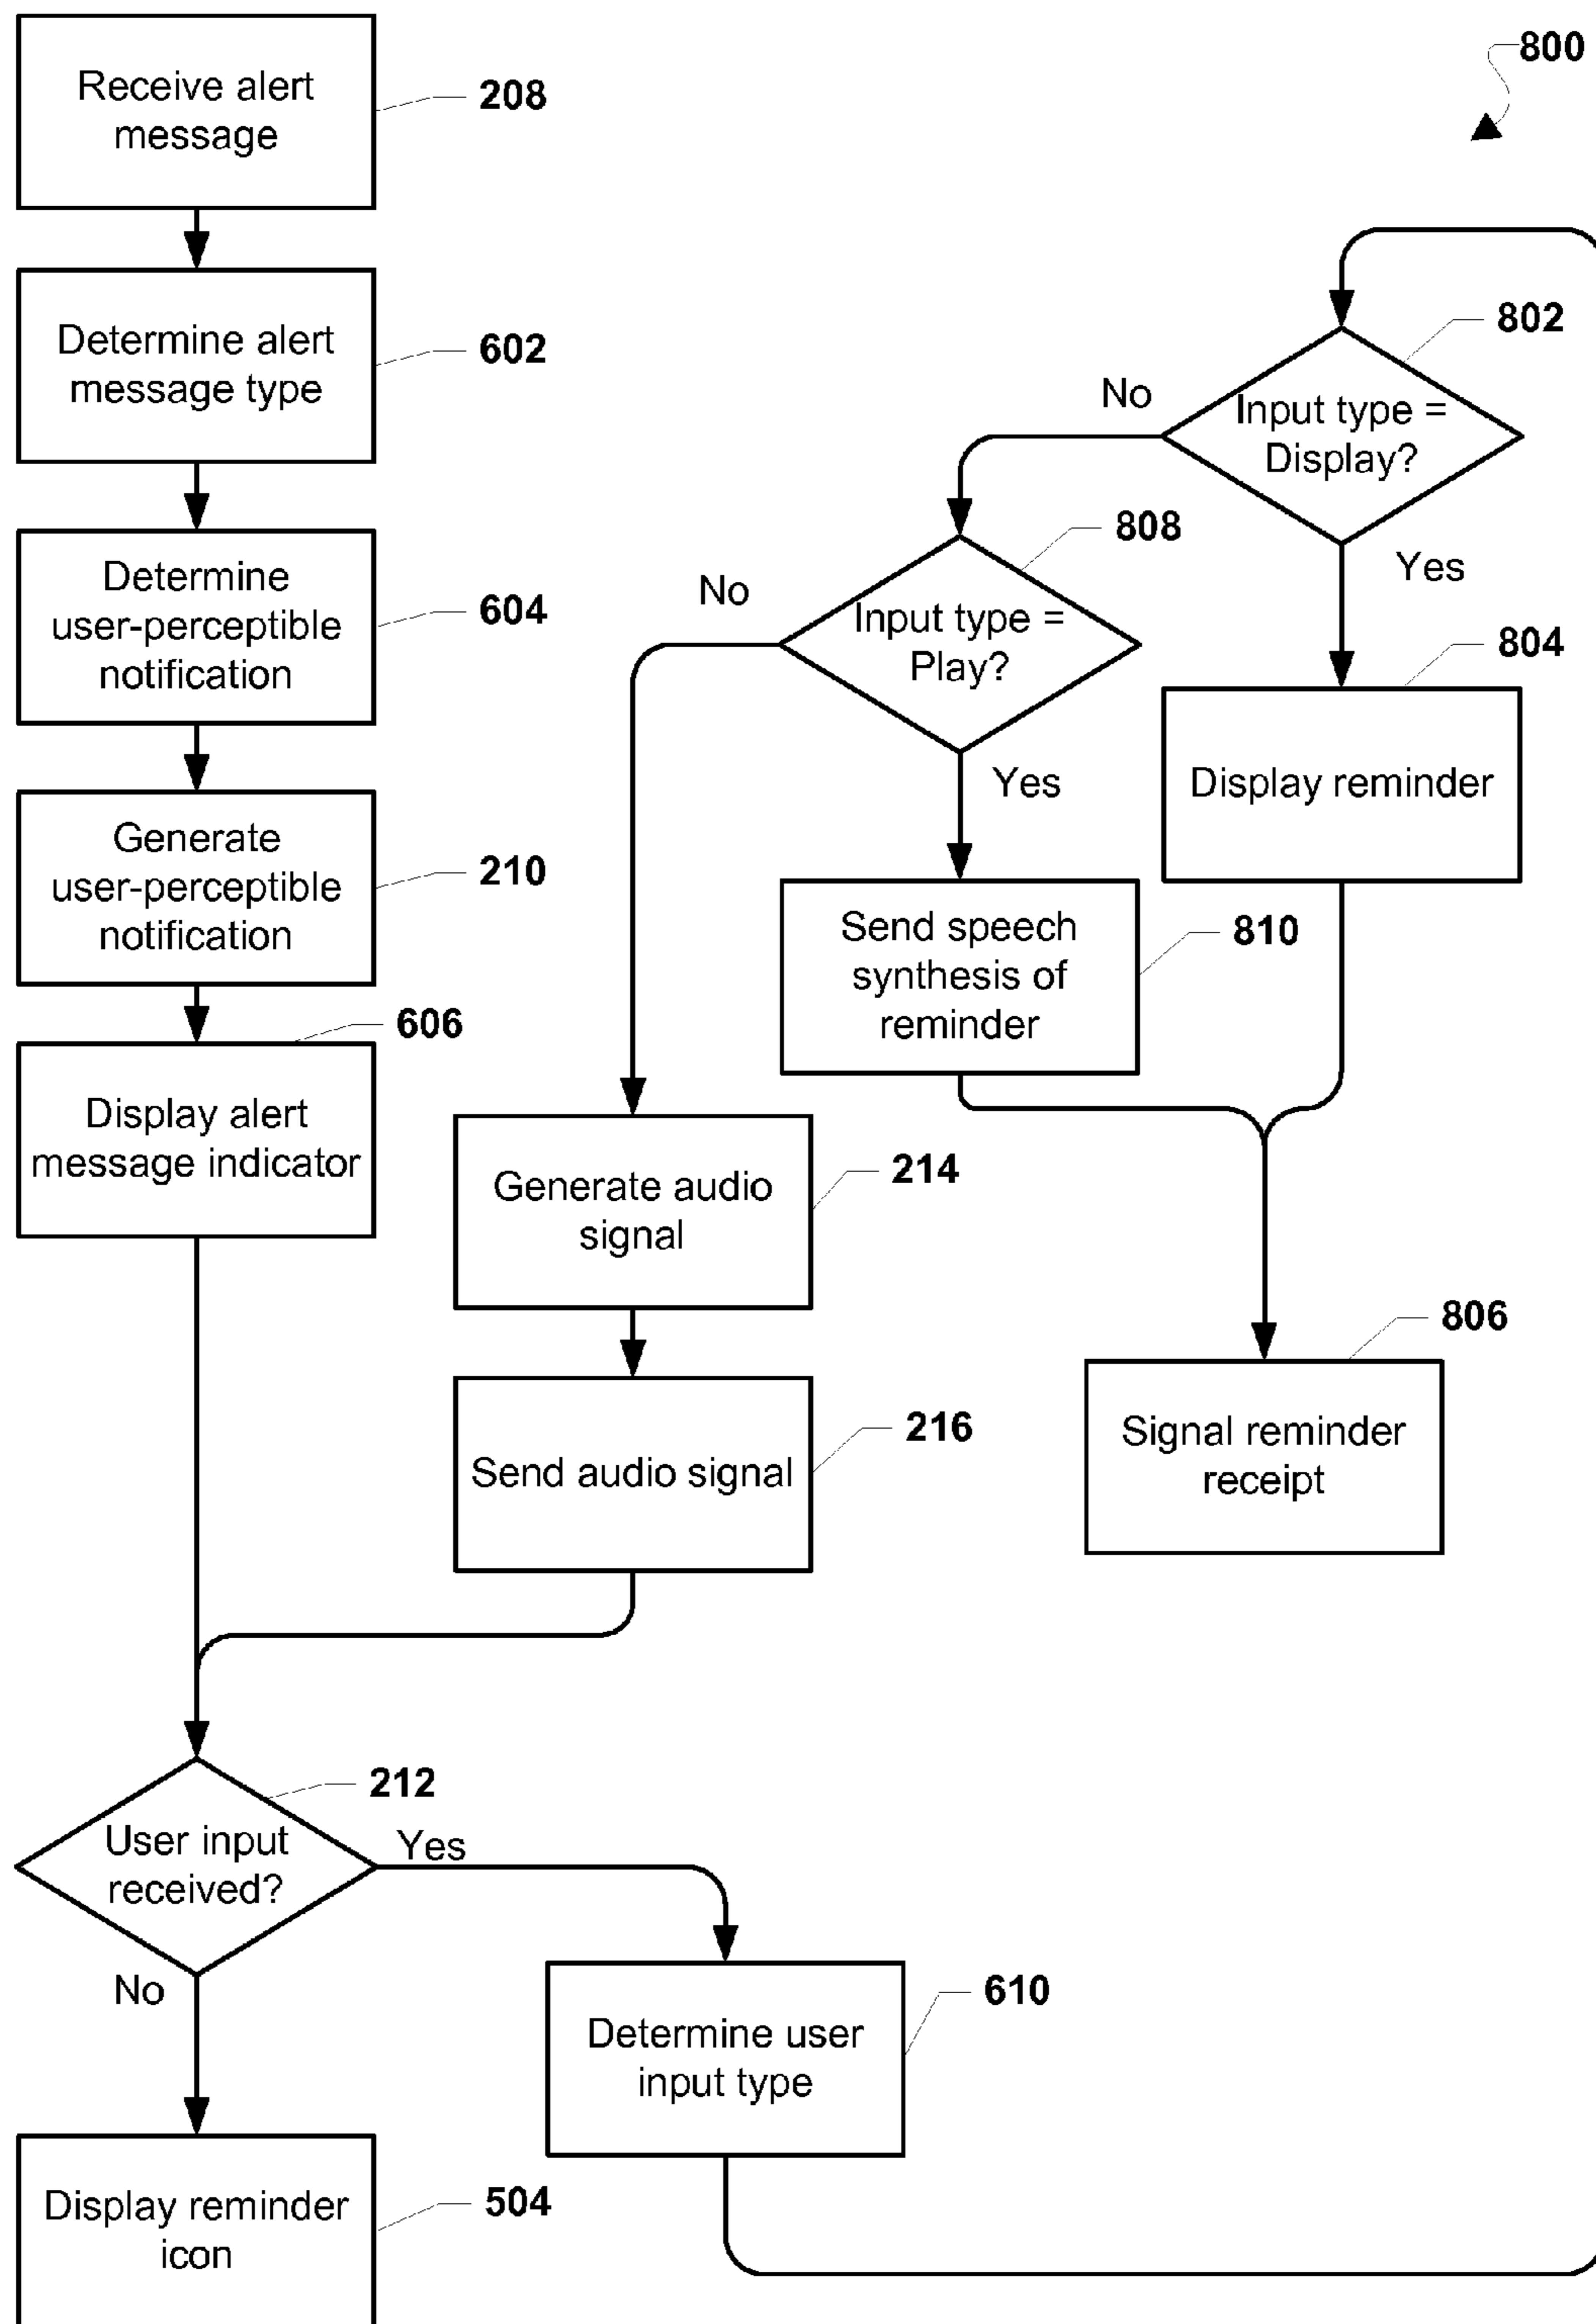 800
Receive alert
message
208
Determine alert
message type
602
Determine
user-perceptible
notification
604
Generate
user-perceptible
notification
210
606
Display alert
message indicator
802
Input type =
Display?
No
Yes
808
Input type =
Play?
No
Yes
804
Display reminder
Send speech
synthesis of
reminder
810
Generate audio
signal
214
Send audio signal
216
806
Signal reminder
receipt
212
User input
received?
Yes
No
Determine user
input type
610
Display reminder
icon
504